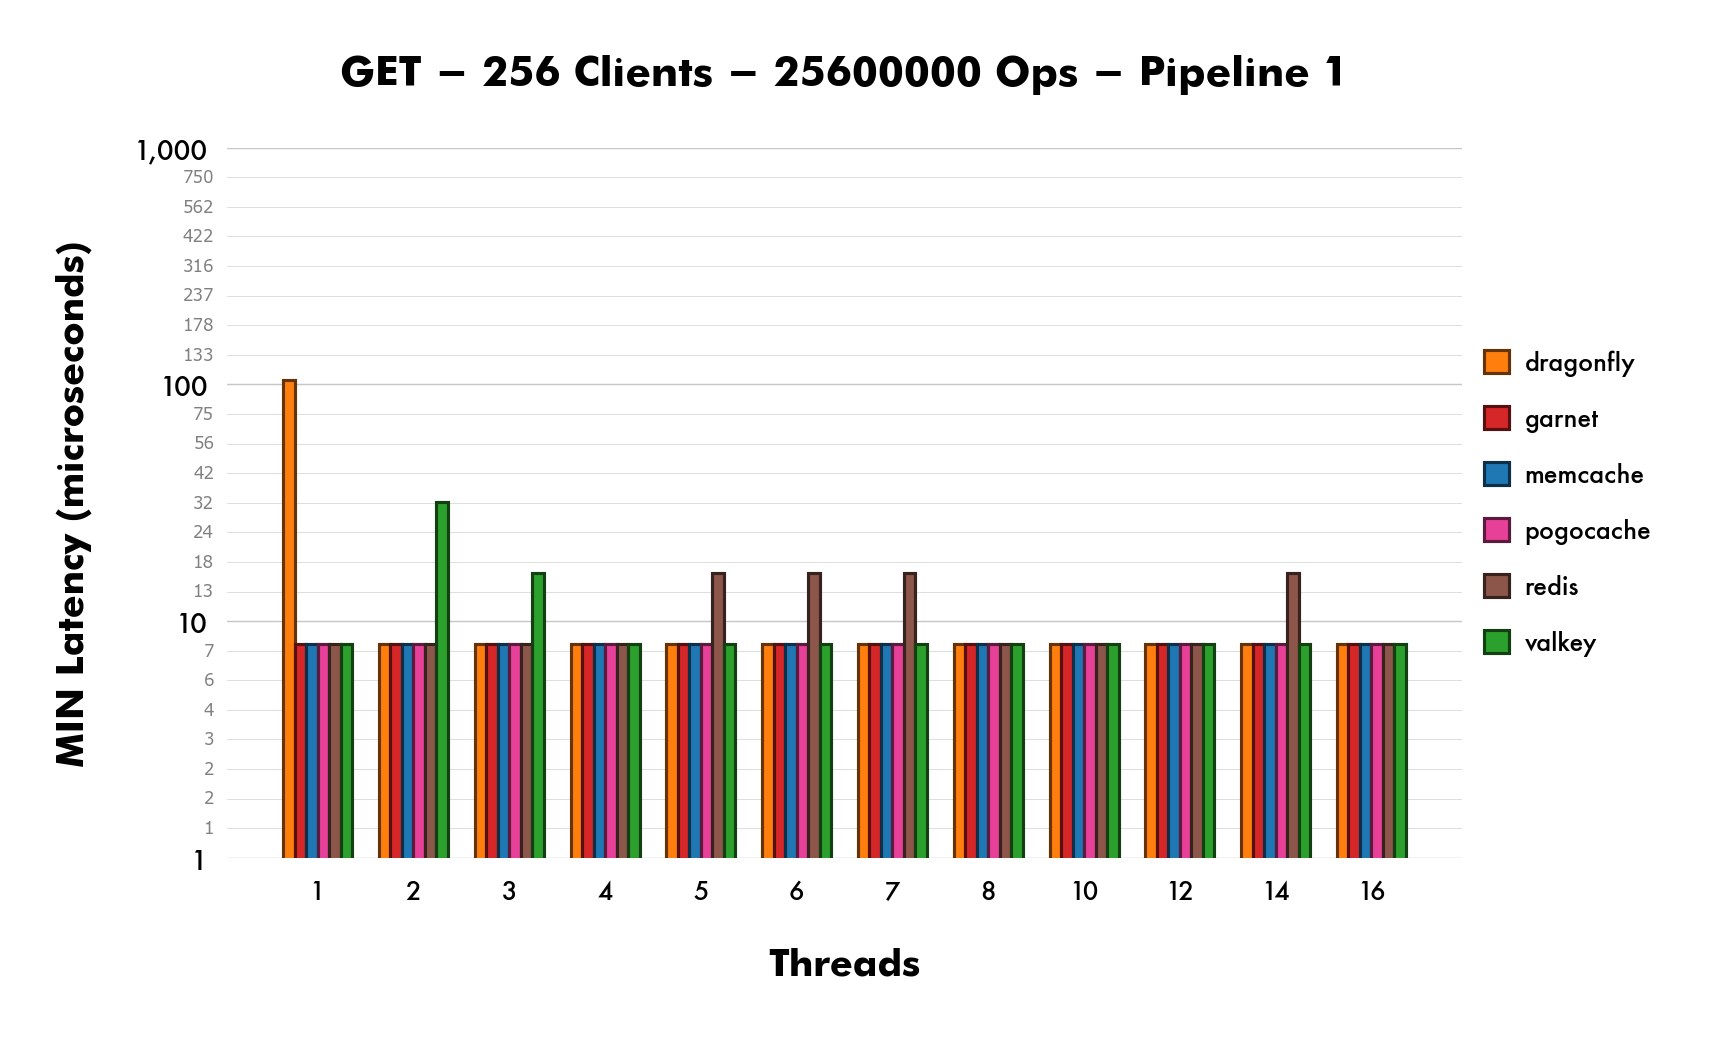 GET – 256 Clients – 25600000 Ops – Pipeline 1
MIN Latency (microseconds)
1,000
750
562
422
316
237
178
133
100
75
56
42
32
24
18
13
10
7
6
4
3
2
2
1
1
1 2 3 4 5 6 7 8 10 12 14 16
Threads
dragonfly
garnet
memcache
pogocache
redis
valkey